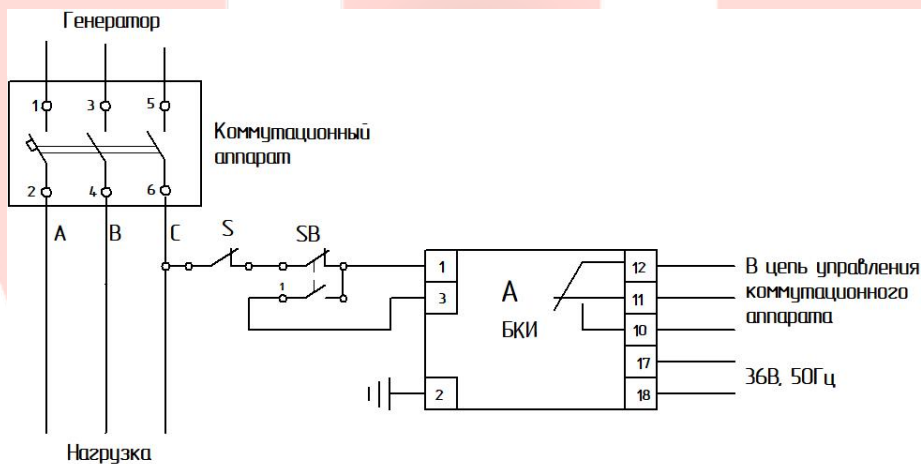 Генератор
1
3
5
Коммутационный
аппарат
2
4
6
A
B
C
S
SB
1
1
3
2
A
БКИ
12
11
10
17
18
В цепь управления
коммутационного
аппарата
36В, 50Гц
Нагрузка